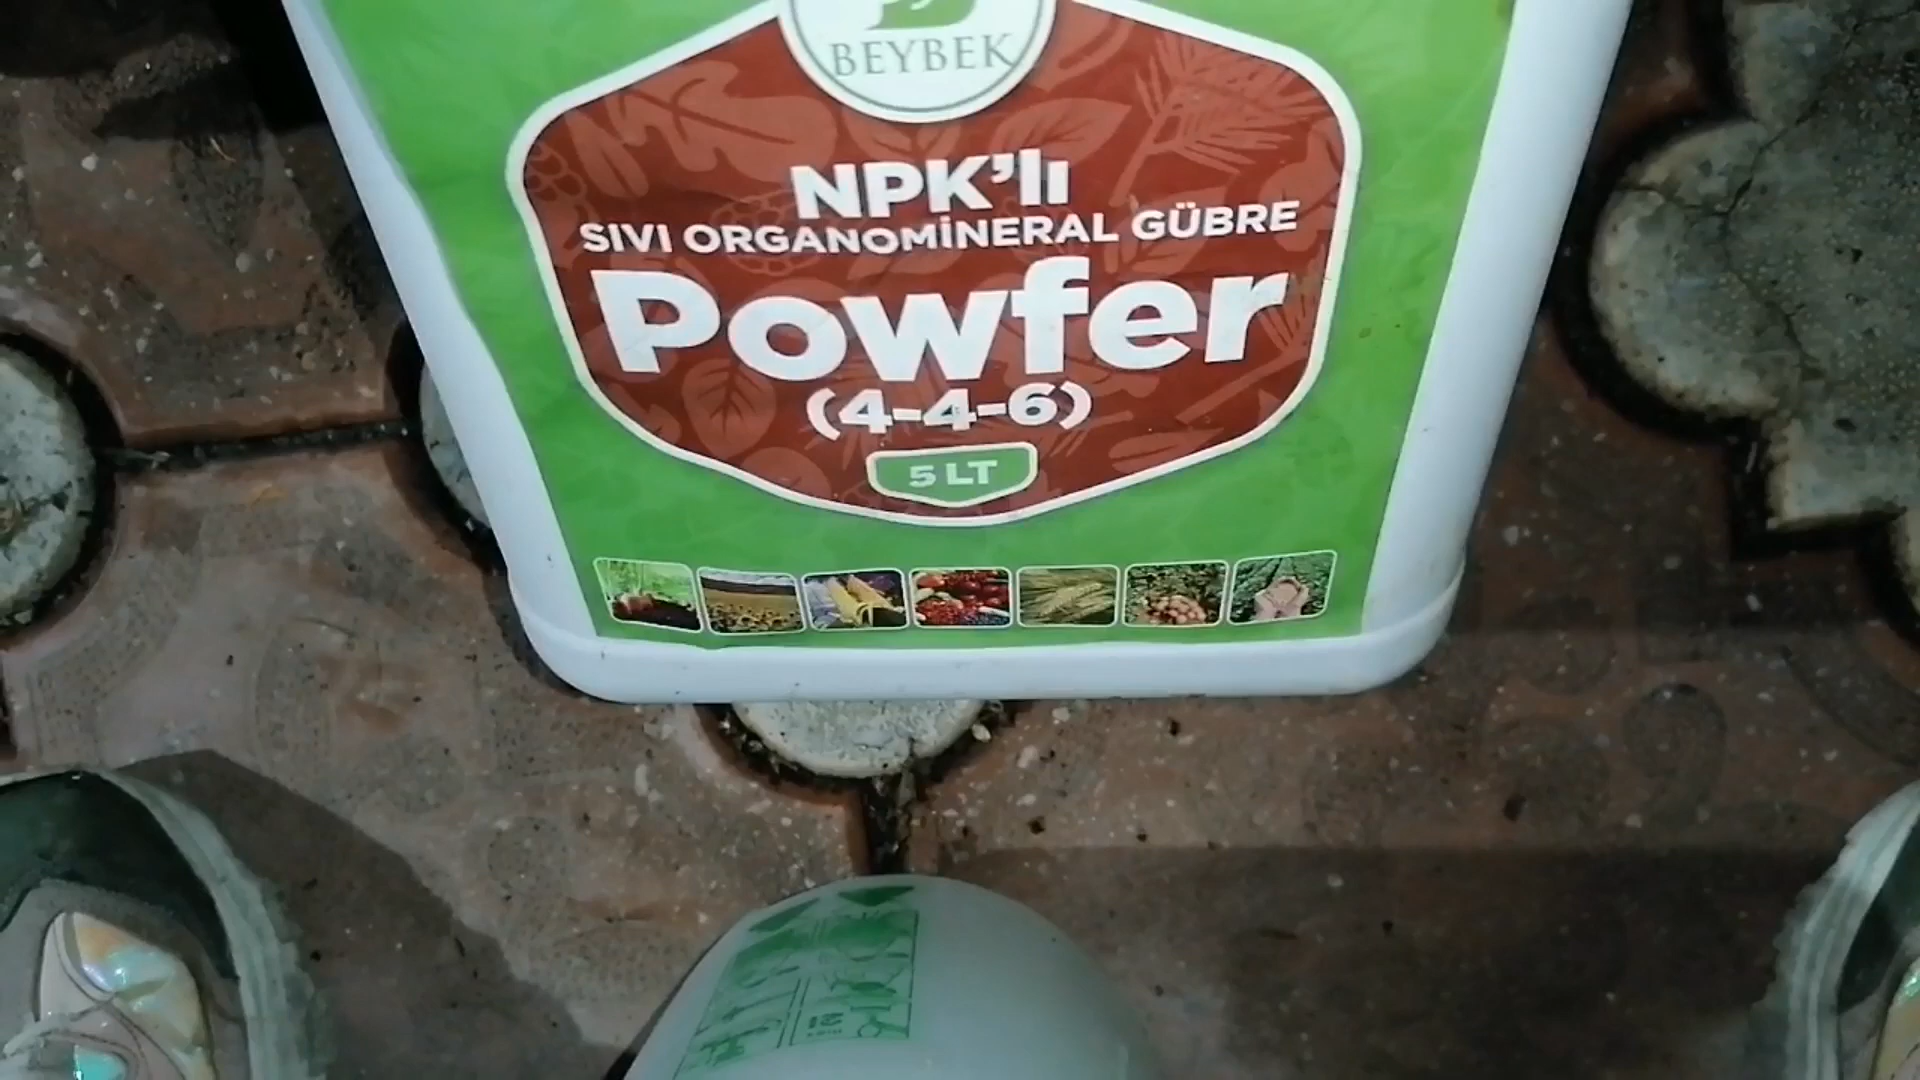 BEYBEK
NPK'lı
SIVI ORGANOMİNERAL GÜBRE
Powfer
(4-4-6)
5 LT